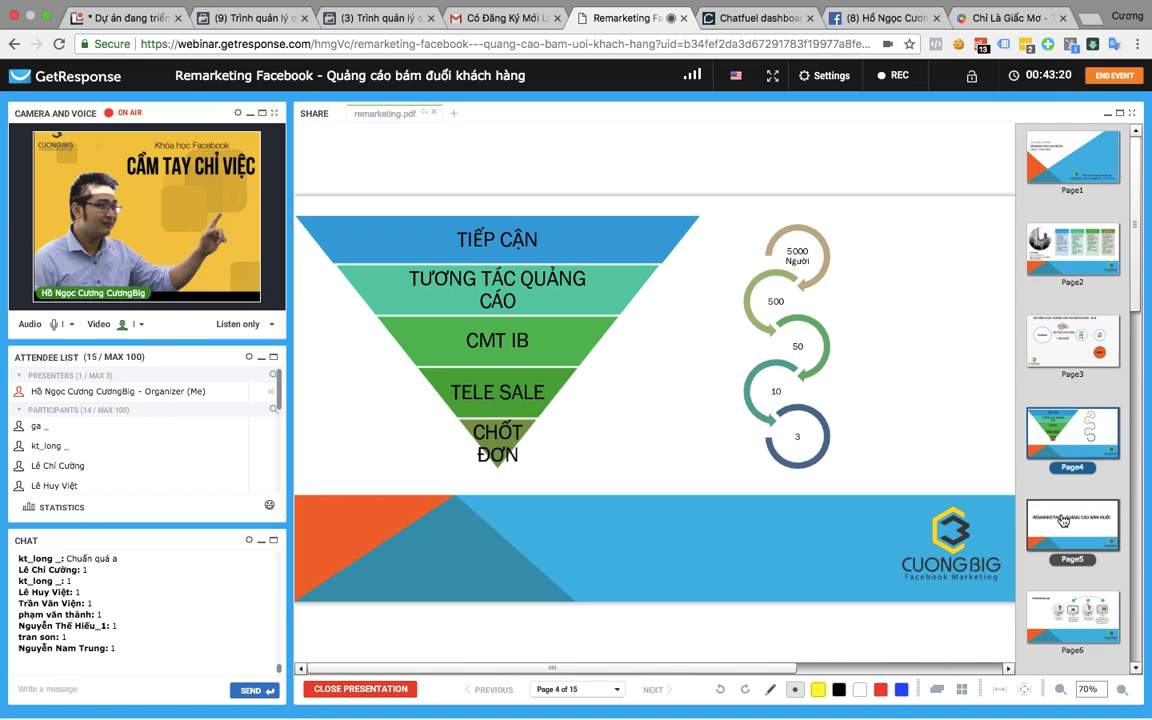 * Dự án đang triển
(9) Trình quản lý q
(3) Trình quản lý q
Có Đăng Ký Mới L
Remarketing Fa
Chatfuel dashboar
(8) Hồ Ngọc Cươn
Chỉ Là Giấc Mơ - T
Cương
Secure
https://webinar.getresponse.com/hmgVc/remarketing-facebook---quang-cao-bam-uoi-khach-hang?uid=b34fef2da3d67291783f19977a8fe...
13
2
1
GetResponse
Remarketing Facebook - Quảng cáo bám đuổi khách hàng
Settings
REC
00:43:20
END EVENT
CAMERA AND VOICE
ON AIR
CUONGBIG
Khóa học Facebook
CẦM TAY CHỈ VIỆC
Hồ Ngọc Cương CươngBig
Audio
Video
Listen only
ATTENDEE LIST (15 / MAX 100)
PRESENTERS (1 / MAX 3)
Hồ Ngọc Cương CươngBig - Organizer (Me)
PARTICIPANTS (14 / MAX 100)
ga _
kt_long _
Lê Chí Cường
Lê Huy Việt
STATISTICS
CHAT
kt_long _: Chuẩn quá a
Lê Chí Cường: 1
kt_long _: 1
Lê Huy Việt: 1
Trần Văn Viện: 1
phạm văn thành: 1
Nguyễn Thế Hiếu_1: 1
tran son: 1
Nguyễn Nam Trung: 1
Write a message
SEND
SHARE
remarketing.pdf
TIẾP CẬN
TƯƠNG TÁC QUẢNG
CÁO
CMT IB
TELE SALE
CHỐT
ĐƠN
5000
Người
500
50
10
3
CUONGBIG
Facebook Marketing
Page1
Page2
Page3
Page4
Page5
Page6
CLOSE PRESENTATION
PREVIOUS
Page 4 of 15
NEXT
70%